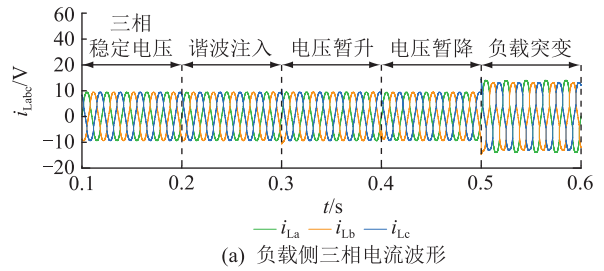 三相
稳定电压 谐波注入 电压暂升 电压暂降 负载突变
60
40
20
10
0
−10
−20
i_Labc/V
0.1 0.2 0.3 0.4 0.5 0.6
t/s
i_La i_Lb i_Lc
(a) 负载侧三相电流波形